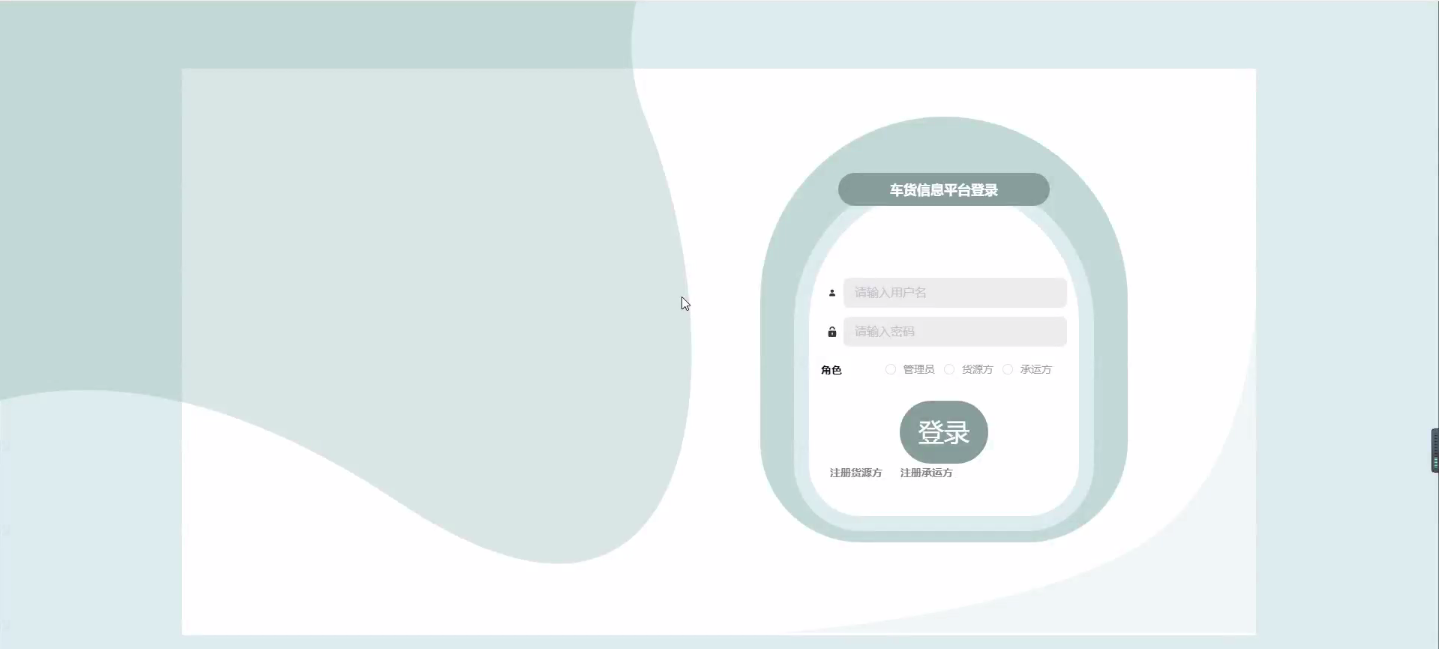 车货信息平台登录
请输入用户名
请输入密码
角色 管理员 货源方 承运方
登录
注册货源方 注册承运方